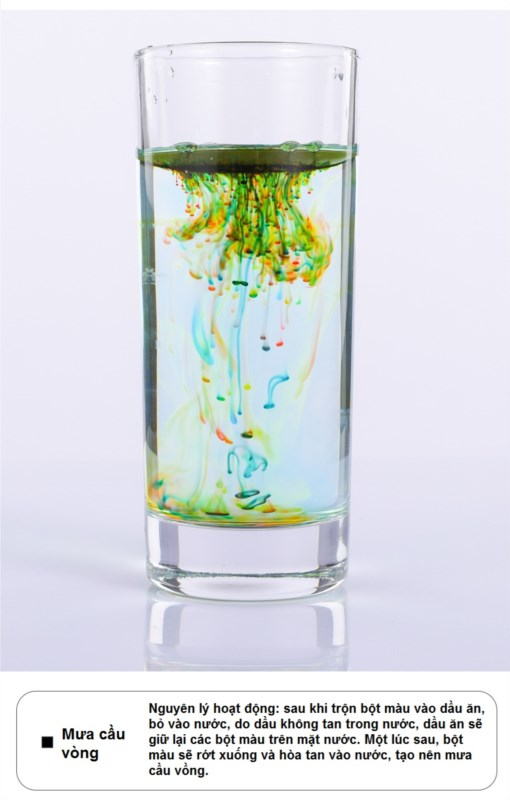 ■ Mưa cầu
vòng
Nguyên lý hoạt động: sau khi trộn bột màu vào dầu ăn,
bỏ vào nước, do dầu không tan trong nước, dầu ăn sẽ
giữ lại các bột màu trên mặt nước. Một lúc sau, bột
màu sẽ rớt xuống và hòa tan vào nước, tạo nên mưa
cầu vồng.